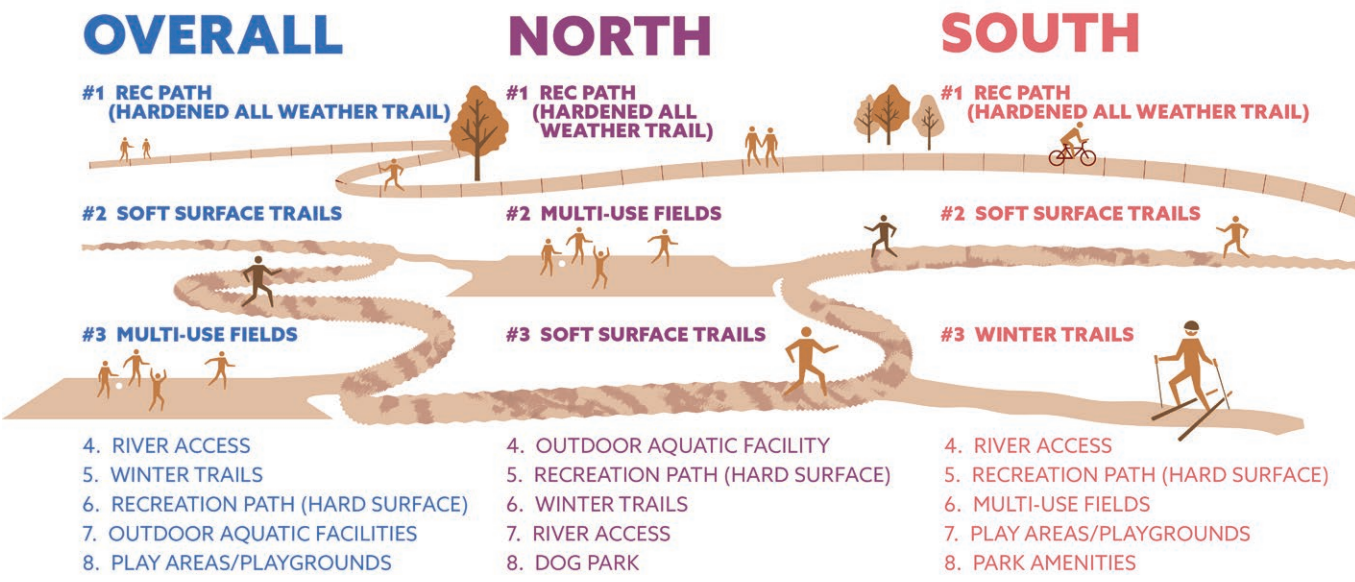 OVERALL
#1 REC PATH
(HARDENED ALL WEATHER TRAIL)
#2 SOFT SURFACE TRAILS
#3 MULTI-USE FIELDS
4. RIVER ACCESS
5. WINTER TRAILS
6. RECREATION PATH (HARD SURFACE)
7. OUTDOOR AQUATIC FACILITIES
8. PLAY AREAS/PLAYGROUNDS
NORTH
#1 REC PATH
(HARDENED ALL
WEATHER TRAIL)
#2 MULTI-USE FIELDS
#3 SOFT SURFACE TRAILS
4. OUTDOOR AQUATIC FACILITY
5. RECREATION PATH (HARD SURFACE)
6. WINTER TRAILS
7. RIVER ACCESS
8. DOG PARK
SOUTH
#1 REC PATH
(HARDENED ALL WEATHER TRAIL)
#2 SOFT SURFACE TRAILS
#3 WINTER TRAILS
4. RIVER ACCESS
5. RECREATION PATH (HARD SURFACE)
6. MULTI-USE FIELDS
7. PLAY AREAS/PLAYGROUNDS
8. PARK AMENITIES